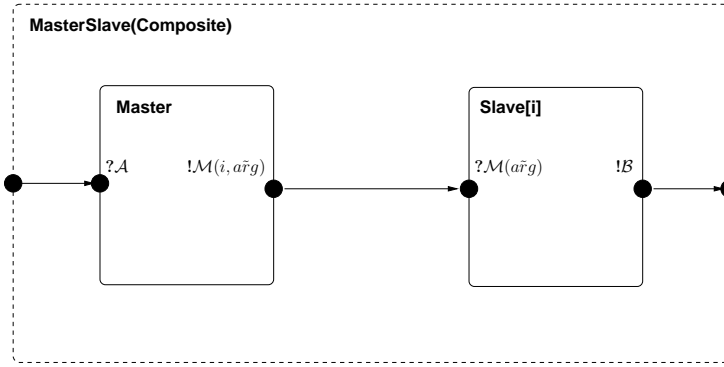 MasterSlave(Composite)
Master
Slave[i]
?𝒜
!ℳ(i, ar̃g)
?ℳ(ar̃g)
!ℬ